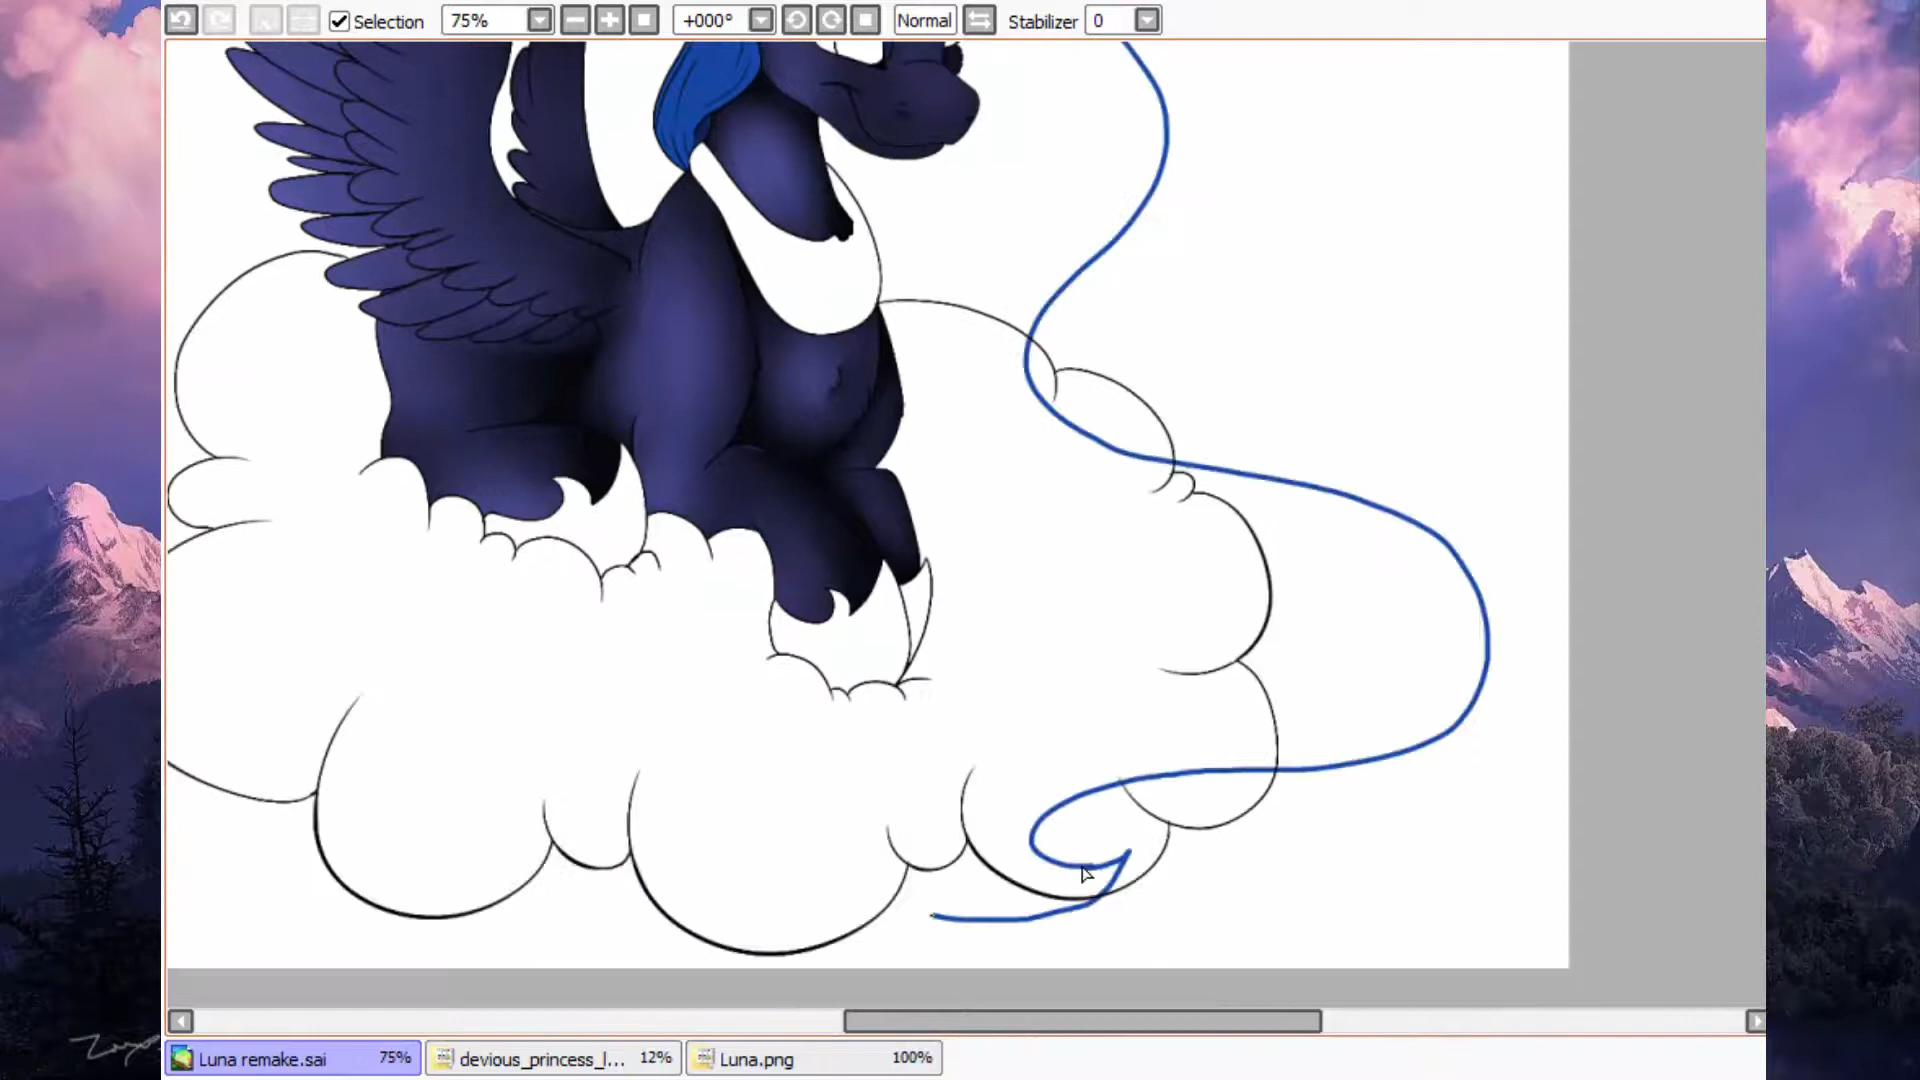 Selection 75% +000° Normal Stabilizer 0
Luna remake.sai 75% devious_princess_l... 12% Luna.png 100%